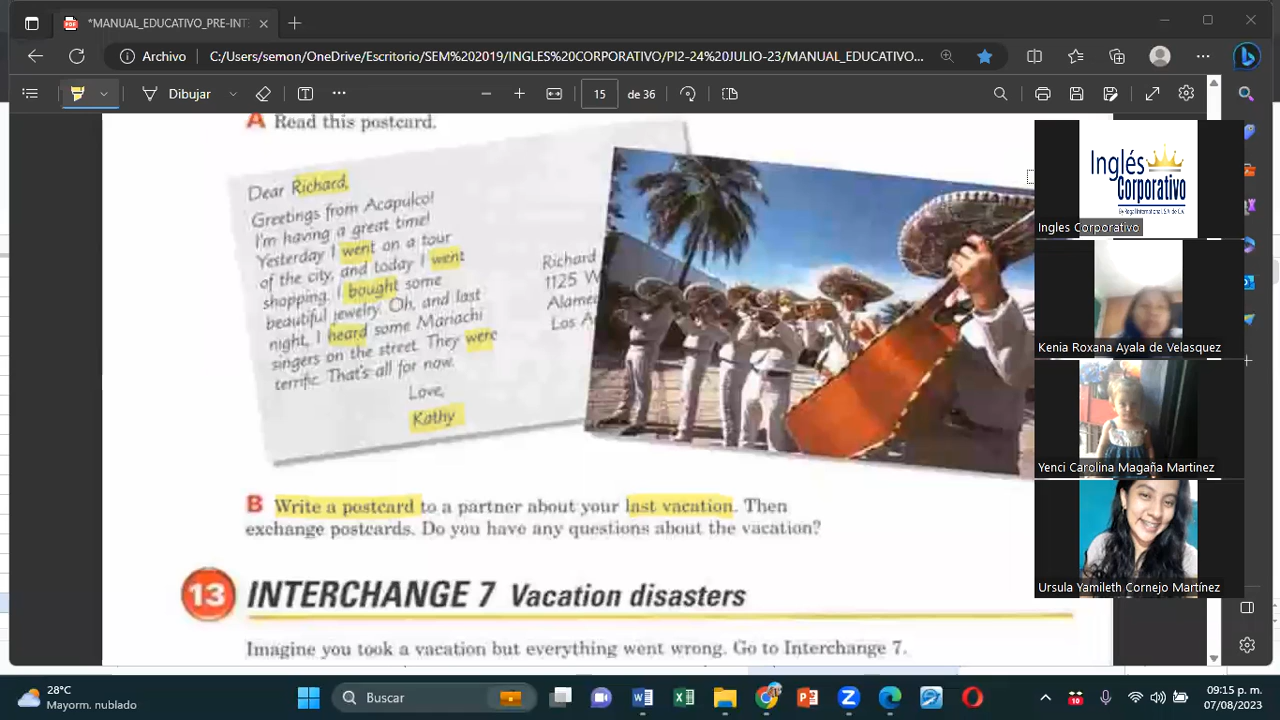 *MANUAL_EDUCATIVO_PRE-INT
Archivo
C:/Users/semon/OneDrive/Escritorio/SEM%202019/INGLES%20CORPORATIVO/PI2-24%20JULIO-23/MANUAL_EDUCATIVO...
Dibujar
15 de 36
A Read this postcard.
Dear Richard,
Greetings from Acapulco!
I'm having a great time!
Yesterday I went on a tour
of the city, and today I went
shopping. I bought some
beautiful jewelry. Oh, and last
night, I heard some Mariachi
singers on the street. They were
terrific. That's all for now.
Love,
Kathy
Richard
1125 W
Alame
Los A
B Write a postcard to a partner about your last vacation. Then
exchange postcards. Do you have any questions about the vacation?
13 INTERCHANGE 7 Vacation disasters
Imagine you took a vacation but everything went wrong. Go to Interchange 7.
Inglés
Corporativo
Ingles Corporativo
Kenia Roxana Ayala de Velasquez
Yenci Carolina Magaña Martinez
Ursula Yamileth Cornejo Martínez
28°C
Mayorm. nublado
Buscar
10
09:15 p. m.
07/08/2023